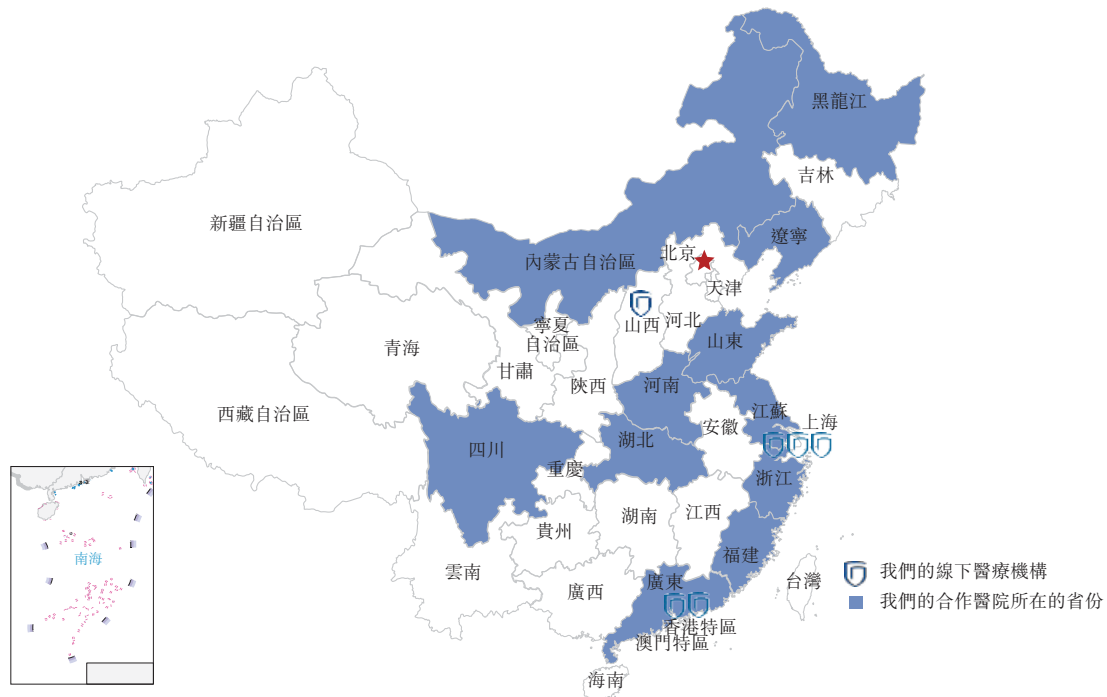 黑龍江
吉林
新疆自治區
遼寧
北京
內蒙古自治區
天津
山西
河北
寧夏
自治區
山東
青海
甘肅
陝西
河南
西藏自治區
江蘇
上海
安徽
湖北
四川
重慶
浙江
江西
湖南
貴州
福建
南海
雲南
廣東
台灣
廣西
香港特區
澳門特區
海南
我們的線下醫療機構
我們的合作醫院所在的省份